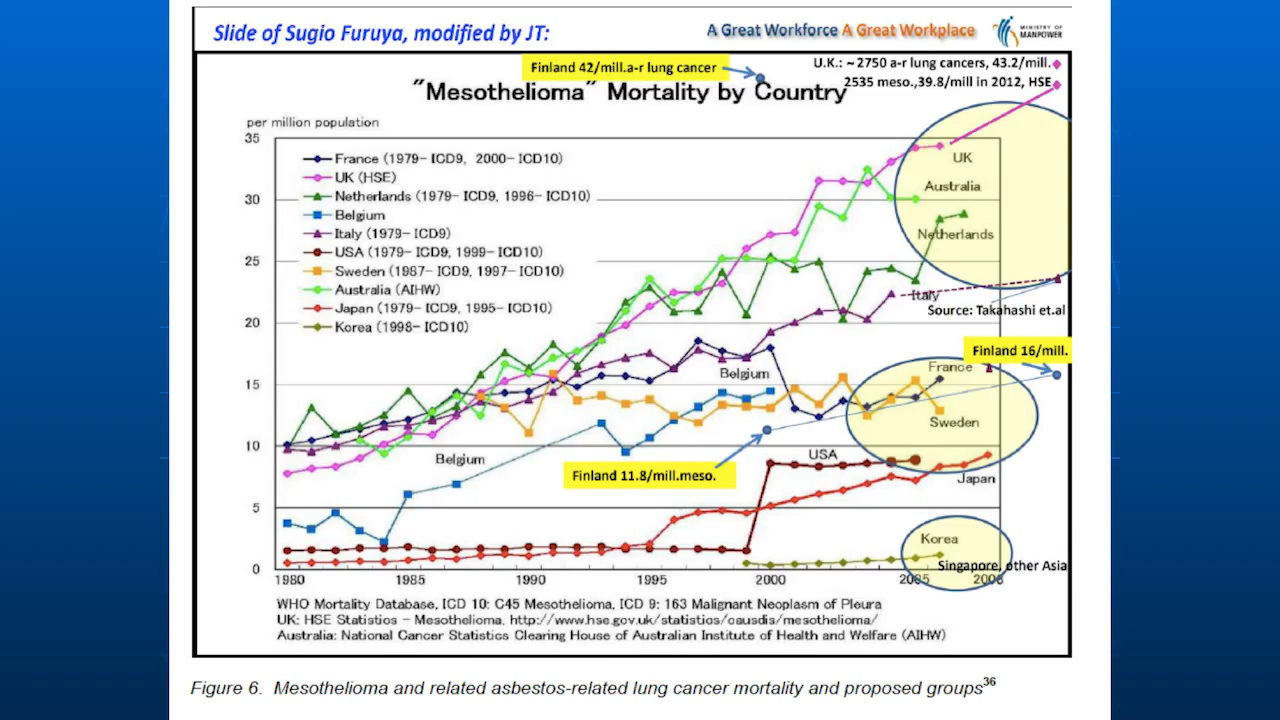 Slide of Sugio Furuya, modified by JT:
A Great Workforce A Great Workplace
MINISTRY OF
MANPOWER
Finland 42/mill.a-r lung cancer
U.K.: ~2750 a-r lung cancers, 43.2/mill.
2535 meso.,39.8/mill in 2012, HSE
"Mesothelioma" Mortality by Country
per million population
35
30
25
20
15
10
5
0
France (1979- ICD9, 2000- ICD10)
UK (HSE)
Netherlands (1979- ICD9, 1996- ICD10)
Belgium
Italy (1979- ICD9)
USA (1979- ICD9, 1999- ICD10)
Sweden (1987- ICD9, 1997- ICD10)
Australia (AIHW)
Japan (1979- ICD9, 1995- ICD10)
Korea (1998- ICD10)
UK
Australia
Netherlands
Italy
Source: Takahashi et.al
Finland 16/mill.
Belgium
France
Sweden
Belgium
USA
Finland 11.8/mill.meso.
Japan
Korea
Singapore, other Asia
1980 1985 1990 1995 2000 2005 2008
WHO Mortality Database, ICD 10: C45 Mesothelioma, ICD 9: 163 Malignant Neoplasm of Pleura
UK: HSE Statistics - Mesothelioma, http://www.hse.gov.uk/statistics/causdis/mesothelioma/
Australia: National Cancer Statistics Clearing House of Australian Institute of Health and Welfare (AIHW)
Figure 6. Mesothelioma and related asbestos-related lung cancer mortality and proposed groups36